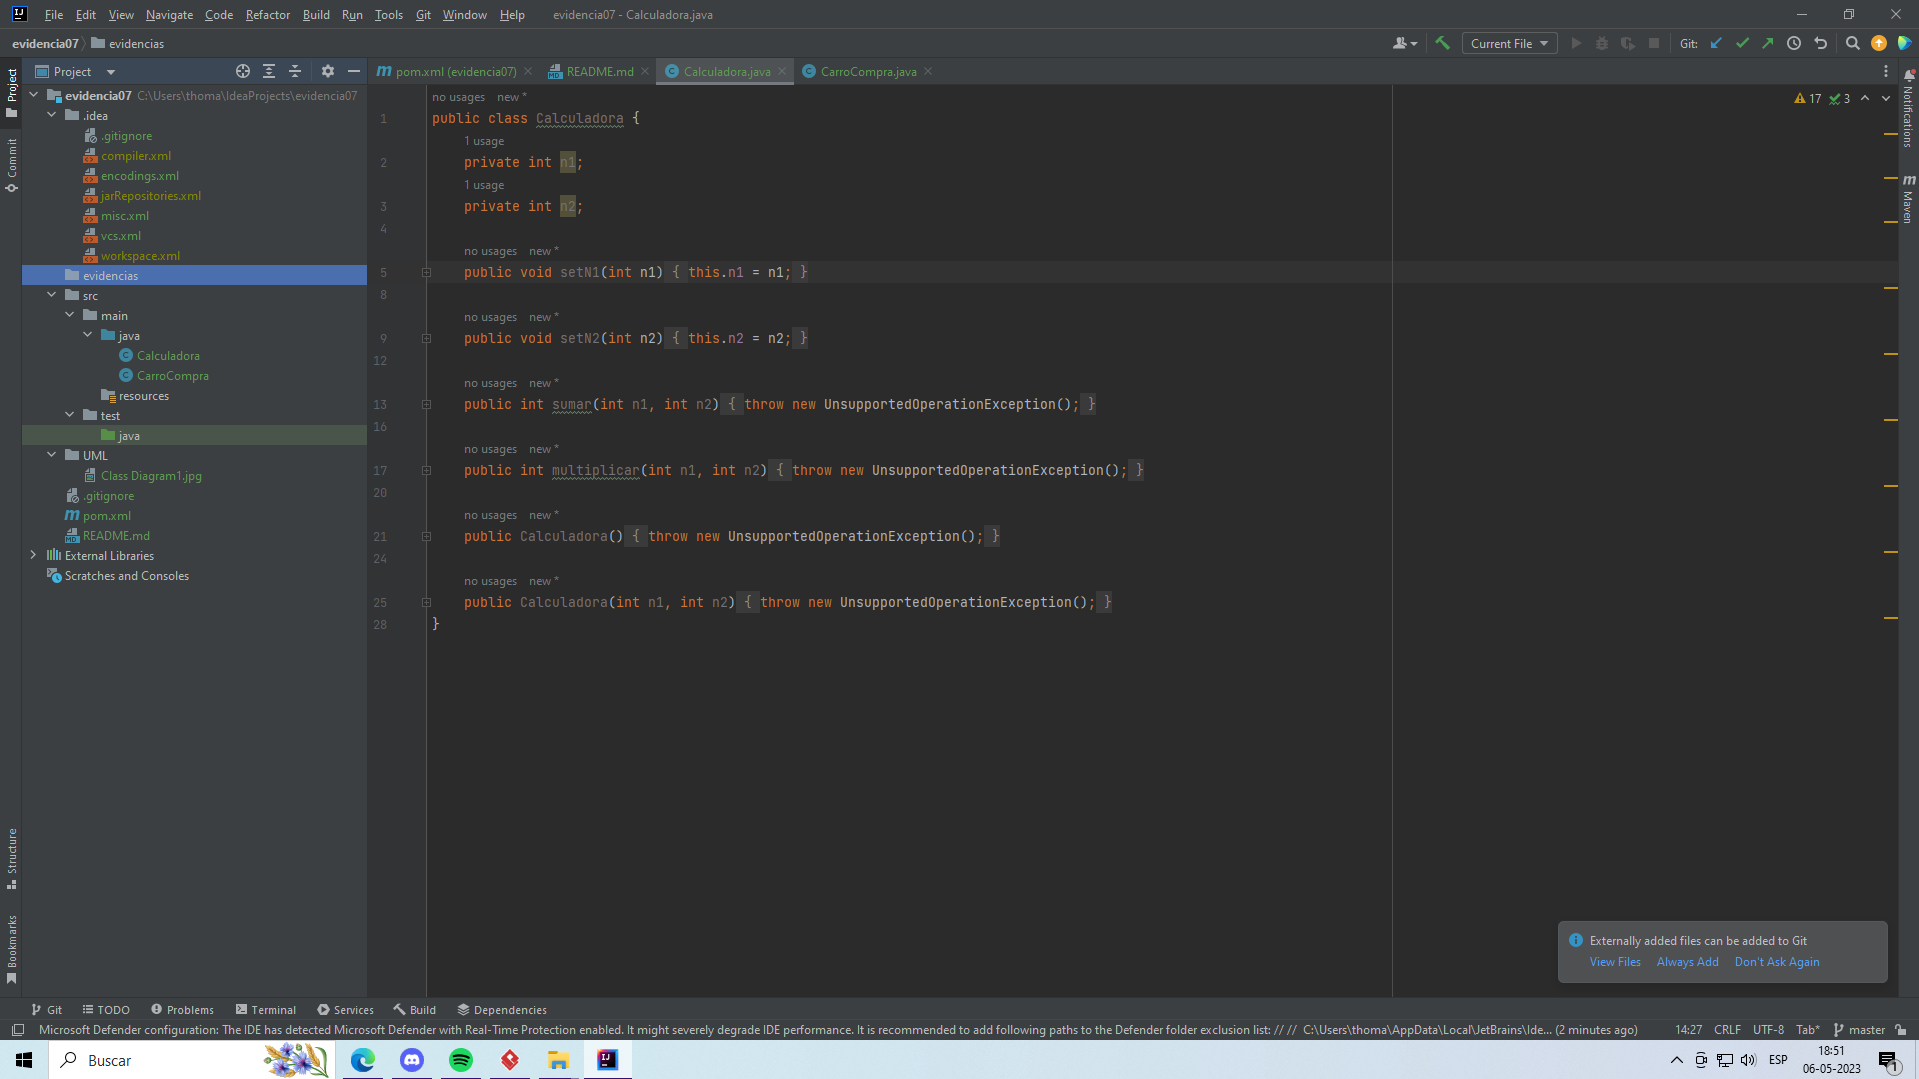 File Edit View Navigate Code Refactor Build Run Tools Git Window Help evidencia07 - Calculadora.java
evidencia07 evidencias Current File Git:
Project pom.xml (evidencia07) README.md Calculadora.java CarroCompra.java
evidencia07 C:\Users\thoma\IdeaProjects\evidencia07
.idea
.gitignore
compiler.xml
encodings.xml
jarRepositories.xml
misc.xml
vcs.xml
workspace.xml
evidencias
src
main
java
Calculadora
CarroCompra
resources
test
java
UML
Class Diagram1.jpg
.gitignore
pom.xml
README.md
External Libraries
Scratches and Consoles
Project
Commit
Structure
Bookmarks
no usages new *
17 3
1 public class Calculadora {
1 usage
2 private int n1;
1 usage
3 private int n2;
4
no usages new *
5 public void setN1(int n1) { this.n1 = n1; }
8
no usages new *
9 public void setN2(int n2) { this.n2 = n2; }
12
no usages new *
13 public int sumar(int n1, int n2) { throw new UnsupportedOperationException(); }
16
no usages new *
17 public int multiplicar(int n1, int n2) { throw new UnsupportedOperationException(); }
20
no usages new *
21 public Calculadora() { throw new UnsupportedOperationException(); }
24
no usages new *
25 public Calculadora(int n1, int n2) { throw new UnsupportedOperationException(); }
28 }
Notifications
Maven
Externally added files can be added to Git
View Files Always Add Don't Ask Again
Git TODO Problems Terminal Services Build Dependencies
Microsoft Defender configuration: The IDE has detected Microsoft Defender with Real-Time Protection enabled. It might severely degrade IDE performance. It is recommended to add following paths to the Defender folder exclusion list: // // C:\Users\thoma\AppData\Local\JetBrains\Ide... (2 minutes ago) 14:27 CRLF UTF-8 Tab* master
Buscar ESP 18:51
06-05-2023 1